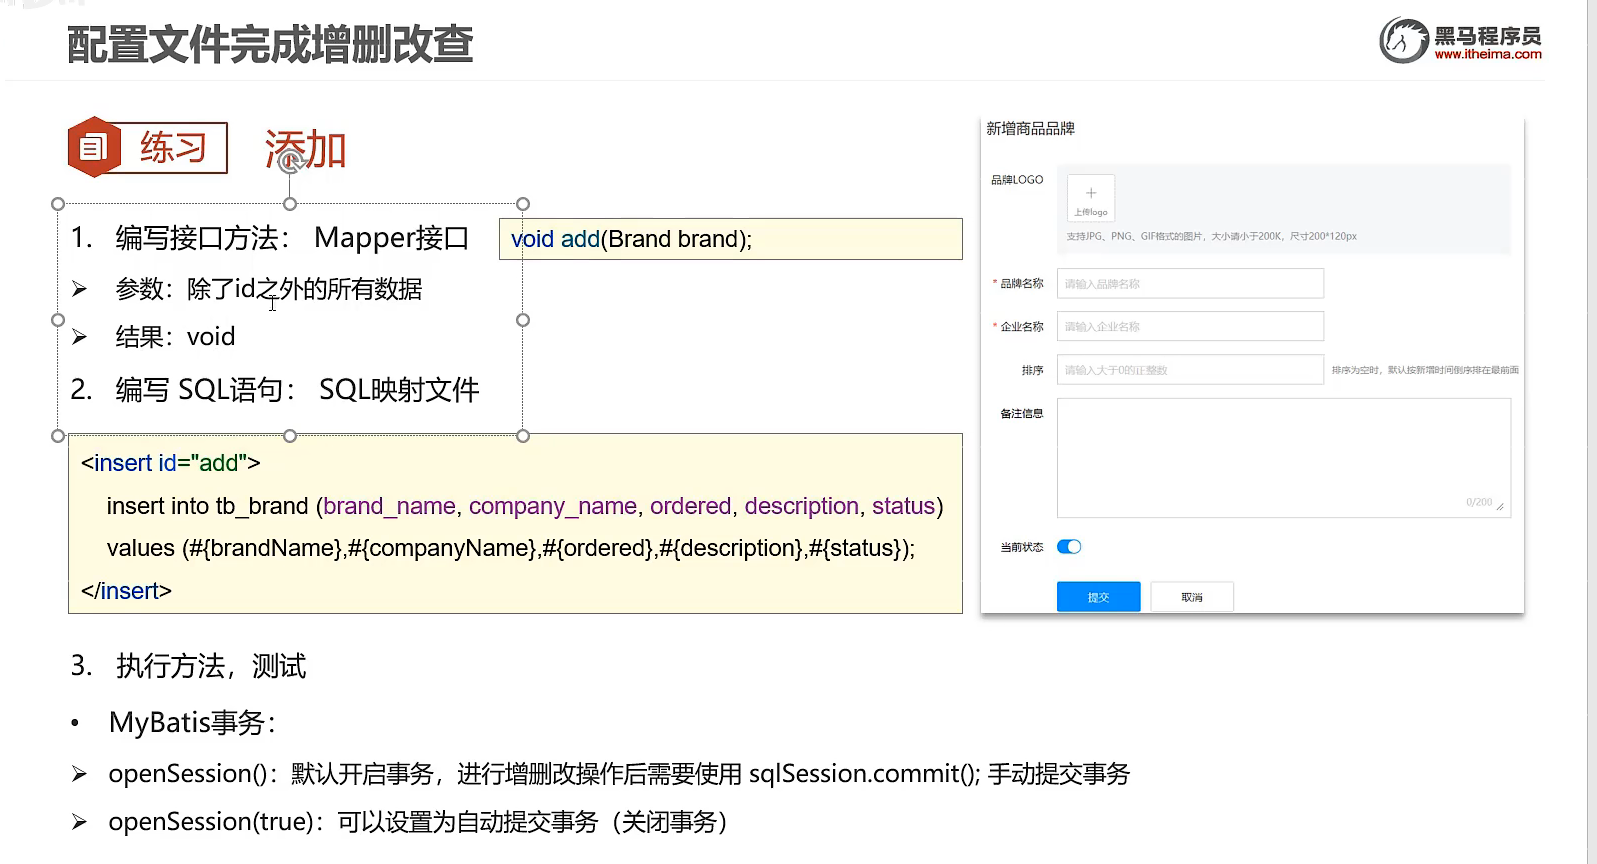 配置文件完成增删改查
黑马程序员
www.itheima.com
练习
添加
1. 编写接口方法： Mapper接口
void add(Brand brand);
➢ 参数：除了id之外的所有数据
➢ 结果：void
2. 编写 SQL语句： SQL映射文件
<insert id="add">
insert into tb_brand (brand_name, company_name, ordered, description, status)
values (#{brandName},#{companyName},#{ordered},#{description},#{status});
</insert>
3. 执行方法，测试
• MyBatis事务：
➢ openSession()：默认开启事务，进行增删改操作后需要使用 sqlSession.commit(); 手动提交事务
➢ openSession(true)：可以设置为自动提交事务（关闭事务）
新增商品品牌
品牌LOGO
+
上传logo
支持JPG、PNG、GIF格式的图片，大小请小于200K，尺寸200*120px
* 品牌名称
请输入品牌名称
* 企业名称
请输入企业名称
排序
请输入大于0的正整数
排序为空时，默认按新增时间倒序排在最前面
备注信息
0/200
当前状态
提交
取消